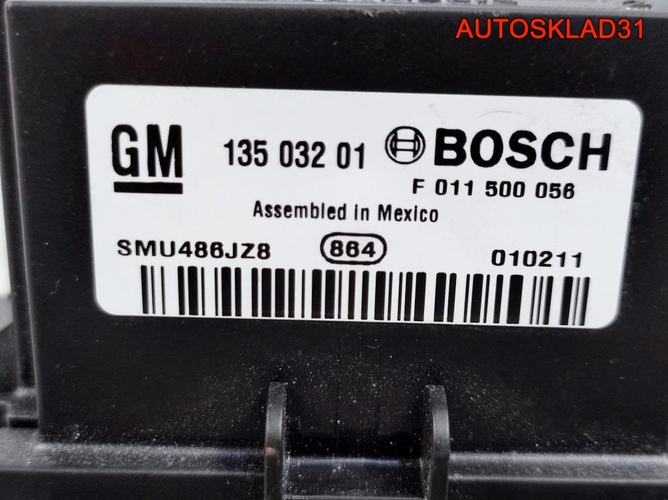 AUTOSKLAD31
GM 135 032 01 BOSCH
F 011 500 056
Assembled in Mexico
SMU486JZ8 864 010211